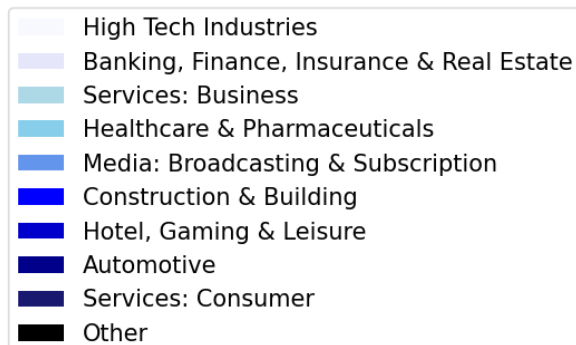 High Tech Industries
Banking, Finance, Insurance & Real Estate
Services: Business
Healthcare & Pharmaceuticals
Media: Broadcasting & Subscription
Construction & Building
Hotel, Gaming & Leisure
Automotive
Services: Consumer
Other